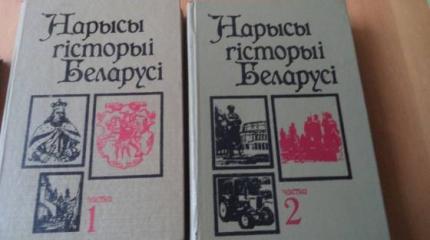 Нарысы
гісторыі
Беларусі
частка
1
Нарысы
гісторыі
Беларусі
частка
2